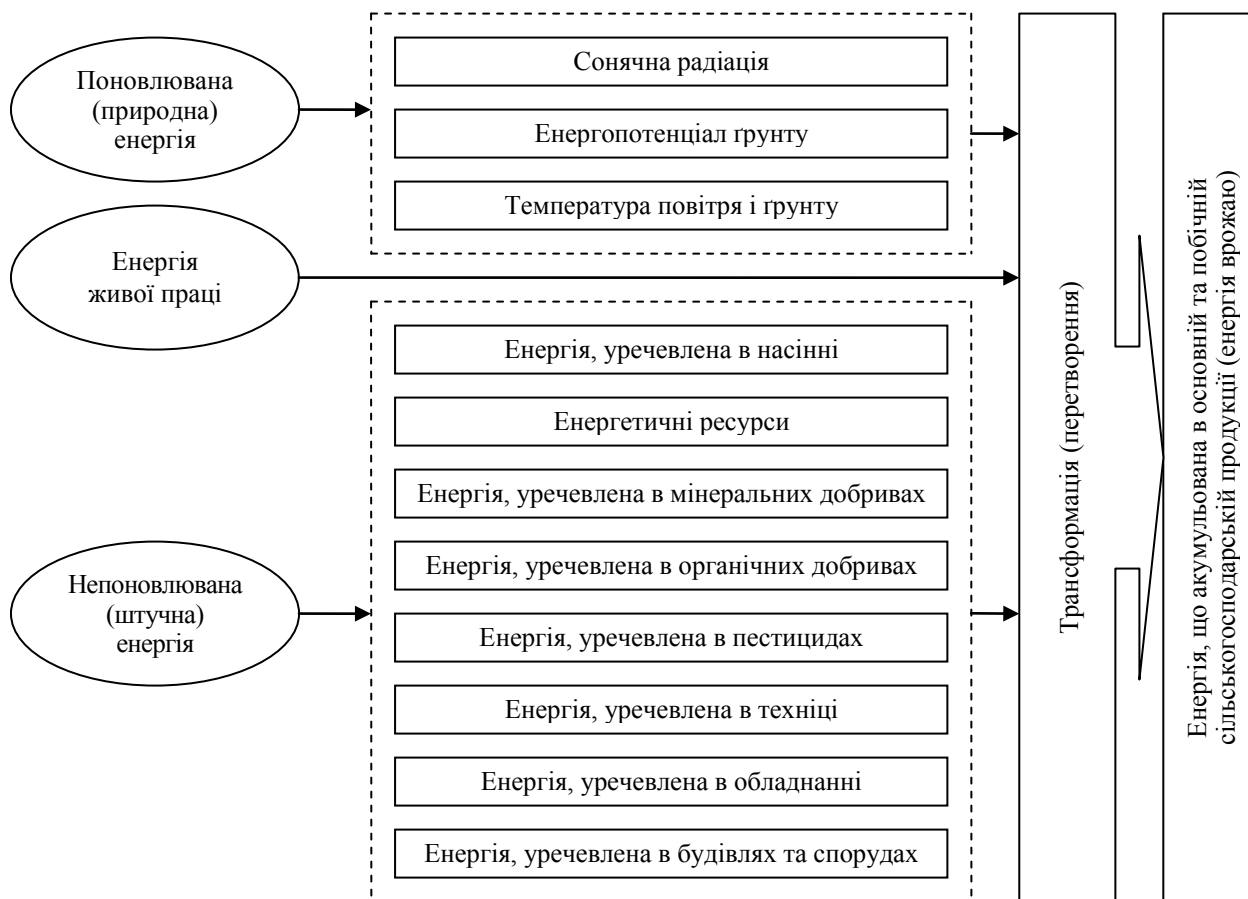 Поновлювана
(природна)
енергія
Сонячна радіація
Енергопотенціал ґрунту
Температура повітря і ґрунту
Енергія
живої праці
Непоновлювана
(штучна)
енергія
Енергія, уречевлена в насінні
Енергетичні ресурси
Енергія, уречевлена в мінеральних добривах
Енергія, уречевлена в органічних добривах
Енергія, уречевлена в пестицидах
Енергія, уречевлена в техніці
Енергія, уречевлена в обладнанні
Енергія, уречевлена в будівлях та спорудах
Трансформація (перетворення)
Енергія, що акумульована в основній та побічній
сільськогосподарській продукції (енергія врожаю)